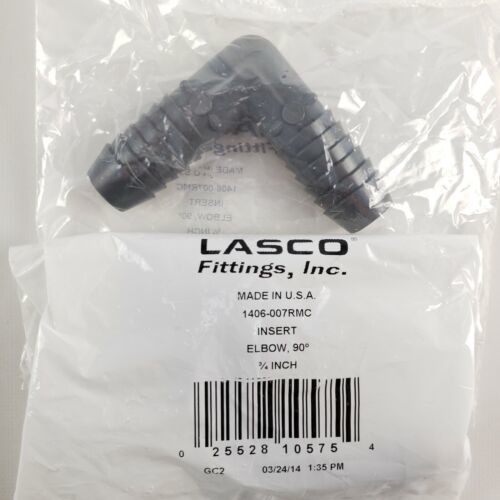 LASCO®
Fittings, Inc.
MADE IN U.S.A.
1406-007RMC
INSERT
ELBOW, 90°
¾ INCH
0 25528 10575 4
GC2 03/24/14 1:35 PM